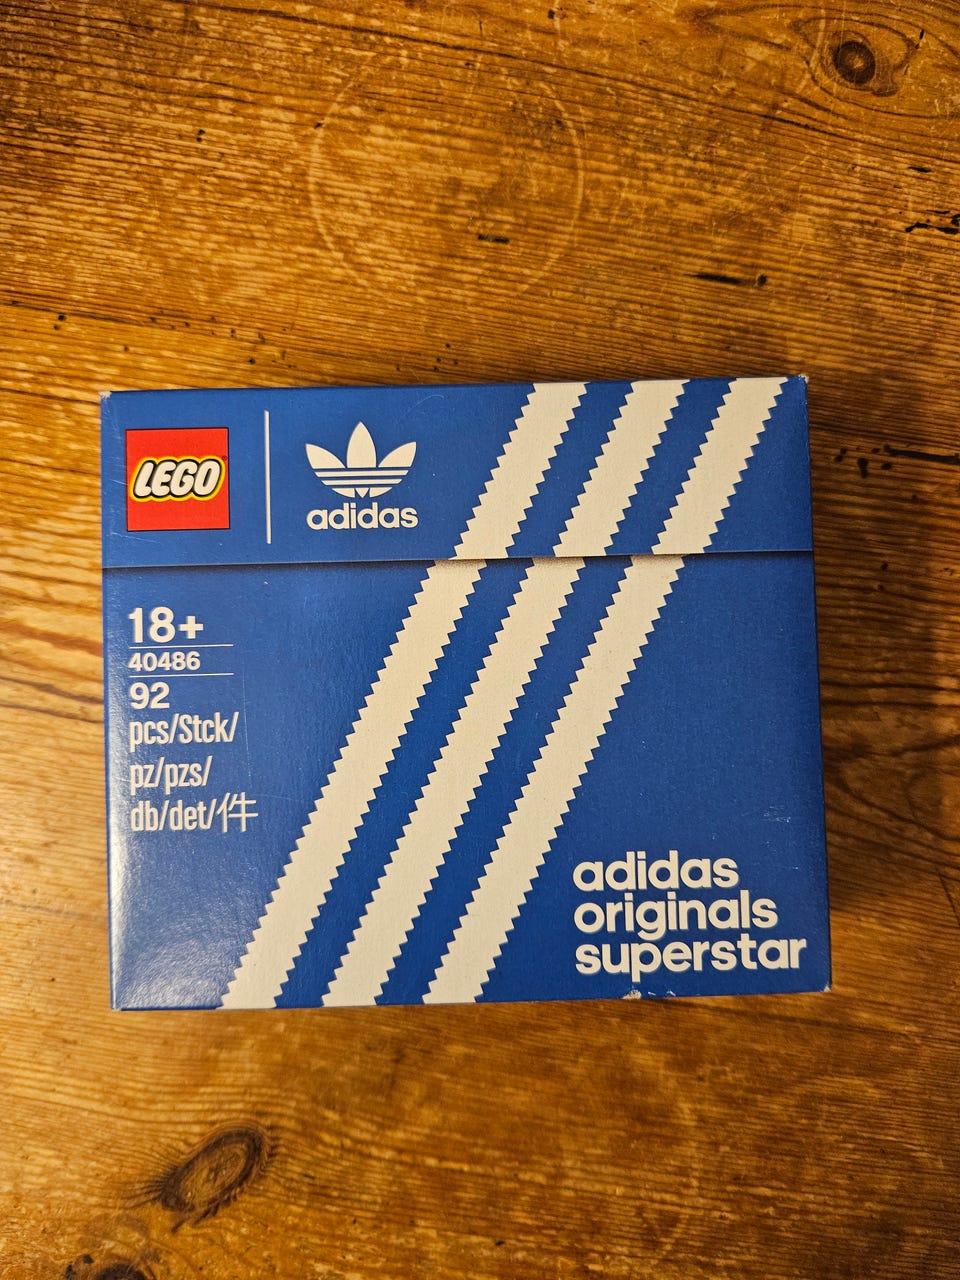 LEGO
adidas
18+
40486
92
pcs/Stck/
pz/pzs/
db/det/件
adidas
originals
superstar